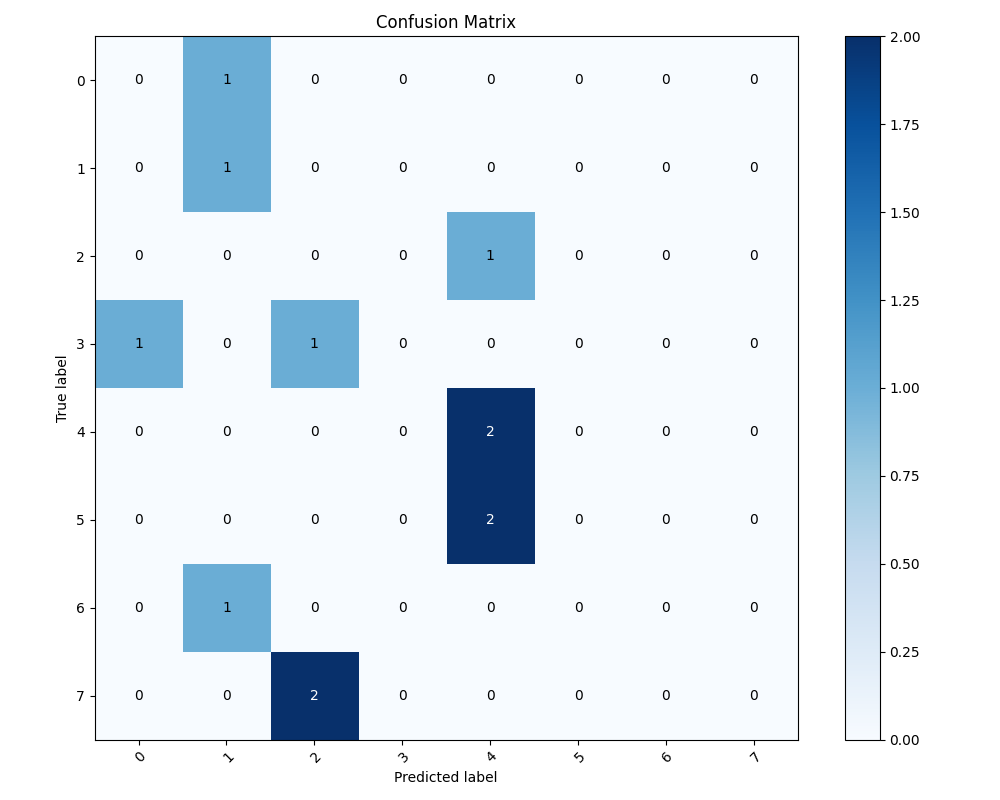 Confusion Matrix
0 0 1 0 0 0 0 0 0
1 0 1 0 0 0 0 0 0
2 0 0 0 0 1 0 0 0
3 1 0 1 0 0 0 0 0
4 0 0 0 0 2 0 0 0
5 0 0 0 0 2 0 0 0
6 0 1 0 0 0 0 0 0
7 0 0 2 0 0 0 0 0
0 1 2 3 4 5 6 7
Predicted label
True label
2.00
1.75
1.50
1.25
1.00
0.75
0.50
0.25
0.00